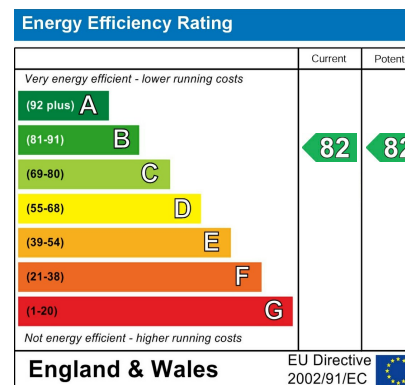 Energy Efficiency Rating
Current Potent
Very energy efficient - lower running costs
(92 plus) A
(81-91) B
82 82
(69-80) C
(55-68) D
(39-54) E
(21-38) F
(1-20) G
Not energy efficient - higher running costs
England & Wales
EU Directive
2002/91/EC